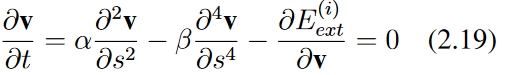 ∂v/∂t = α ∂²v/∂s² − β ∂⁴v/∂s⁴ − ∂E_ext^(i)/∂v = 0 (2.19)